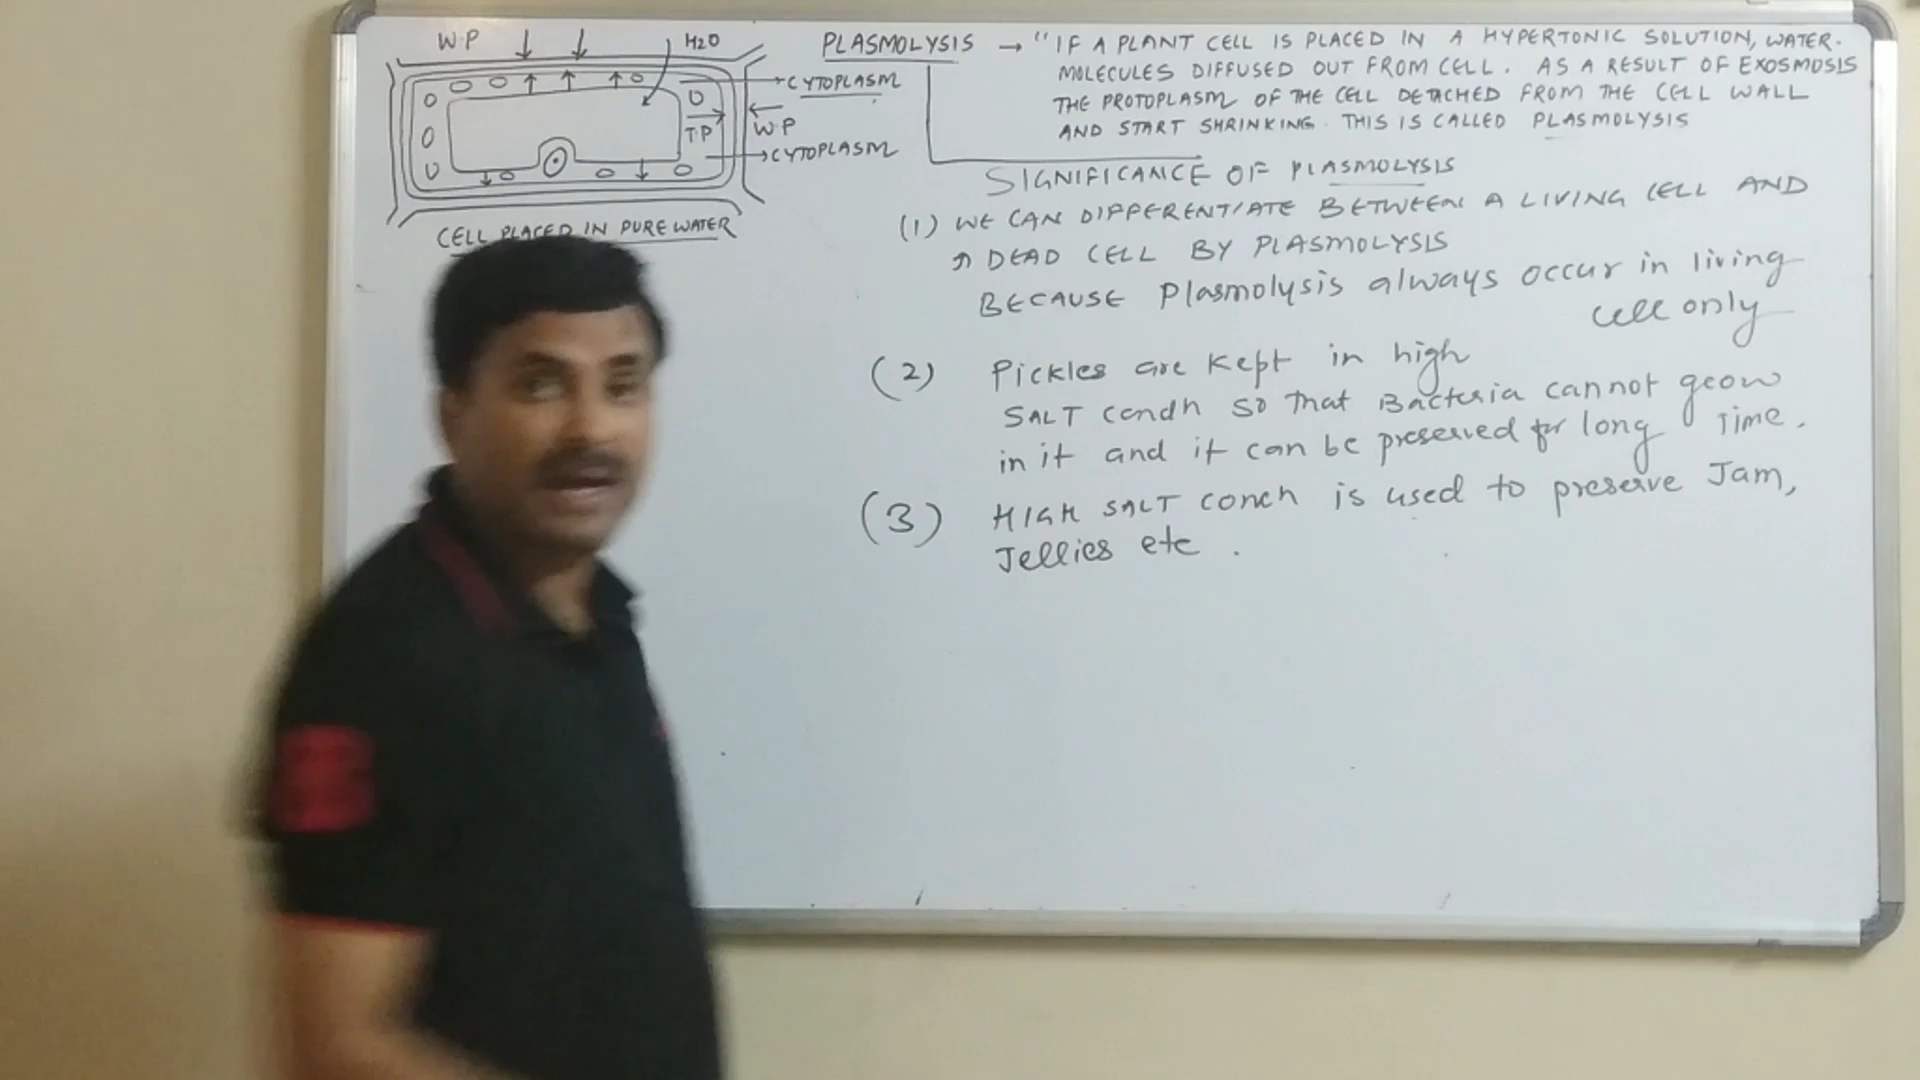 W.P
H2O
CYTOPLASM
T.P
W.P
CYTOPLASM
CELL PLACED IN PURE WATER
PLASMOLYSIS → "IF A PLANT CELL IS PLACED IN A HYPERTONIC SOLUTION, WATER.
MOLECULES DIFFUSED OUT FROM CELL. AS A RESULT OF EXOSMOSIS
THE PROTOPLASM OF THE CELL DETACHED FROM THE CELL WALL
AND START SHRINKING. THIS IS CALLED PLASMOLYSIS
SIGNIFICANCE OF PLASMOLYSIS
(1) WE CAN DIFFERENTIATE BETWEEN A LIVING CELL AND
DEAD CELL BY PLASMOLYSIS
BECAUSE Plasmolysis always occur in living
cell only
(2) Pickles are kept in high
SALT condn so that Bacteria cannot grow
in it and it can be preserved for long Time.
(3) HIGH SALT concn is used to preserve Jam,
Jellies etc.